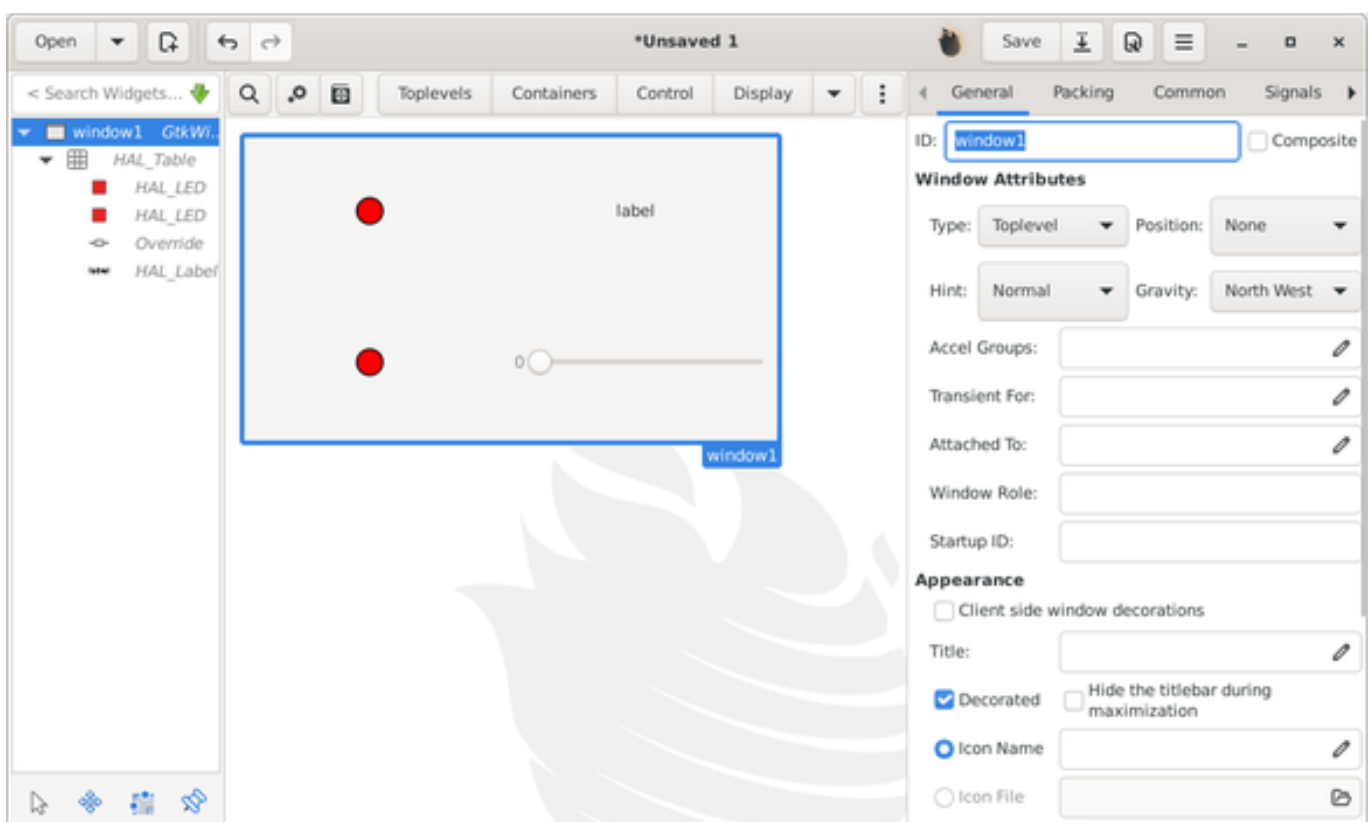 Open
*Unsaved 1
Save
< Search Widgets...
Toplevels
Containers
Control
Display
General
Packing
Common
Signals
window1 GtkWi..
HAL_Table
HAL_LED
HAL_LED
Override
HAL_Label
label
0
window1
ID:
window1
Composite
Window Attributes
Type:
Toplevel
Position:
None
Hint:
Normal
Gravity:
North West
Accel Groups:
Transient For:
Attached To:
Window Role:
Startup ID:
Appearance
Client side window decorations
Title:
Decorated
Hide the titlebar during
maximization
Icon Name
Icon File